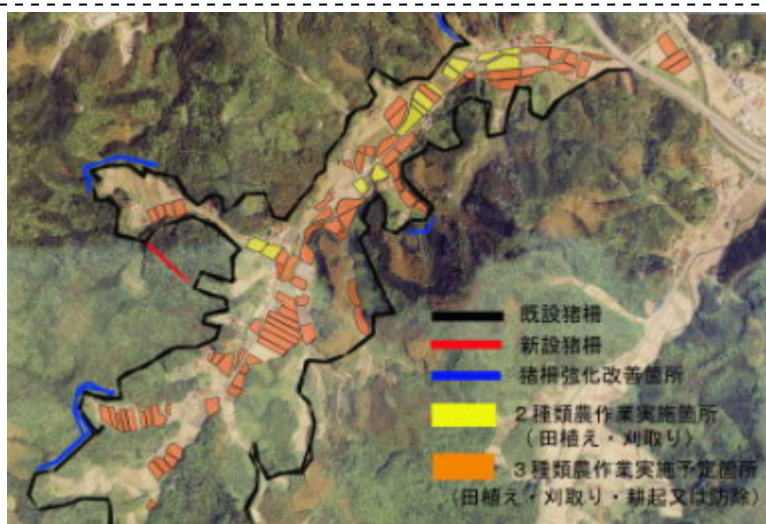 既設猪柵
新設猪柵
猪柵強化改善箇所
2種類農作業実施箇所
(田植え・刈取り)
3種類農作業実施予定箇所
(田植え・刈取り・耕起又は防除)